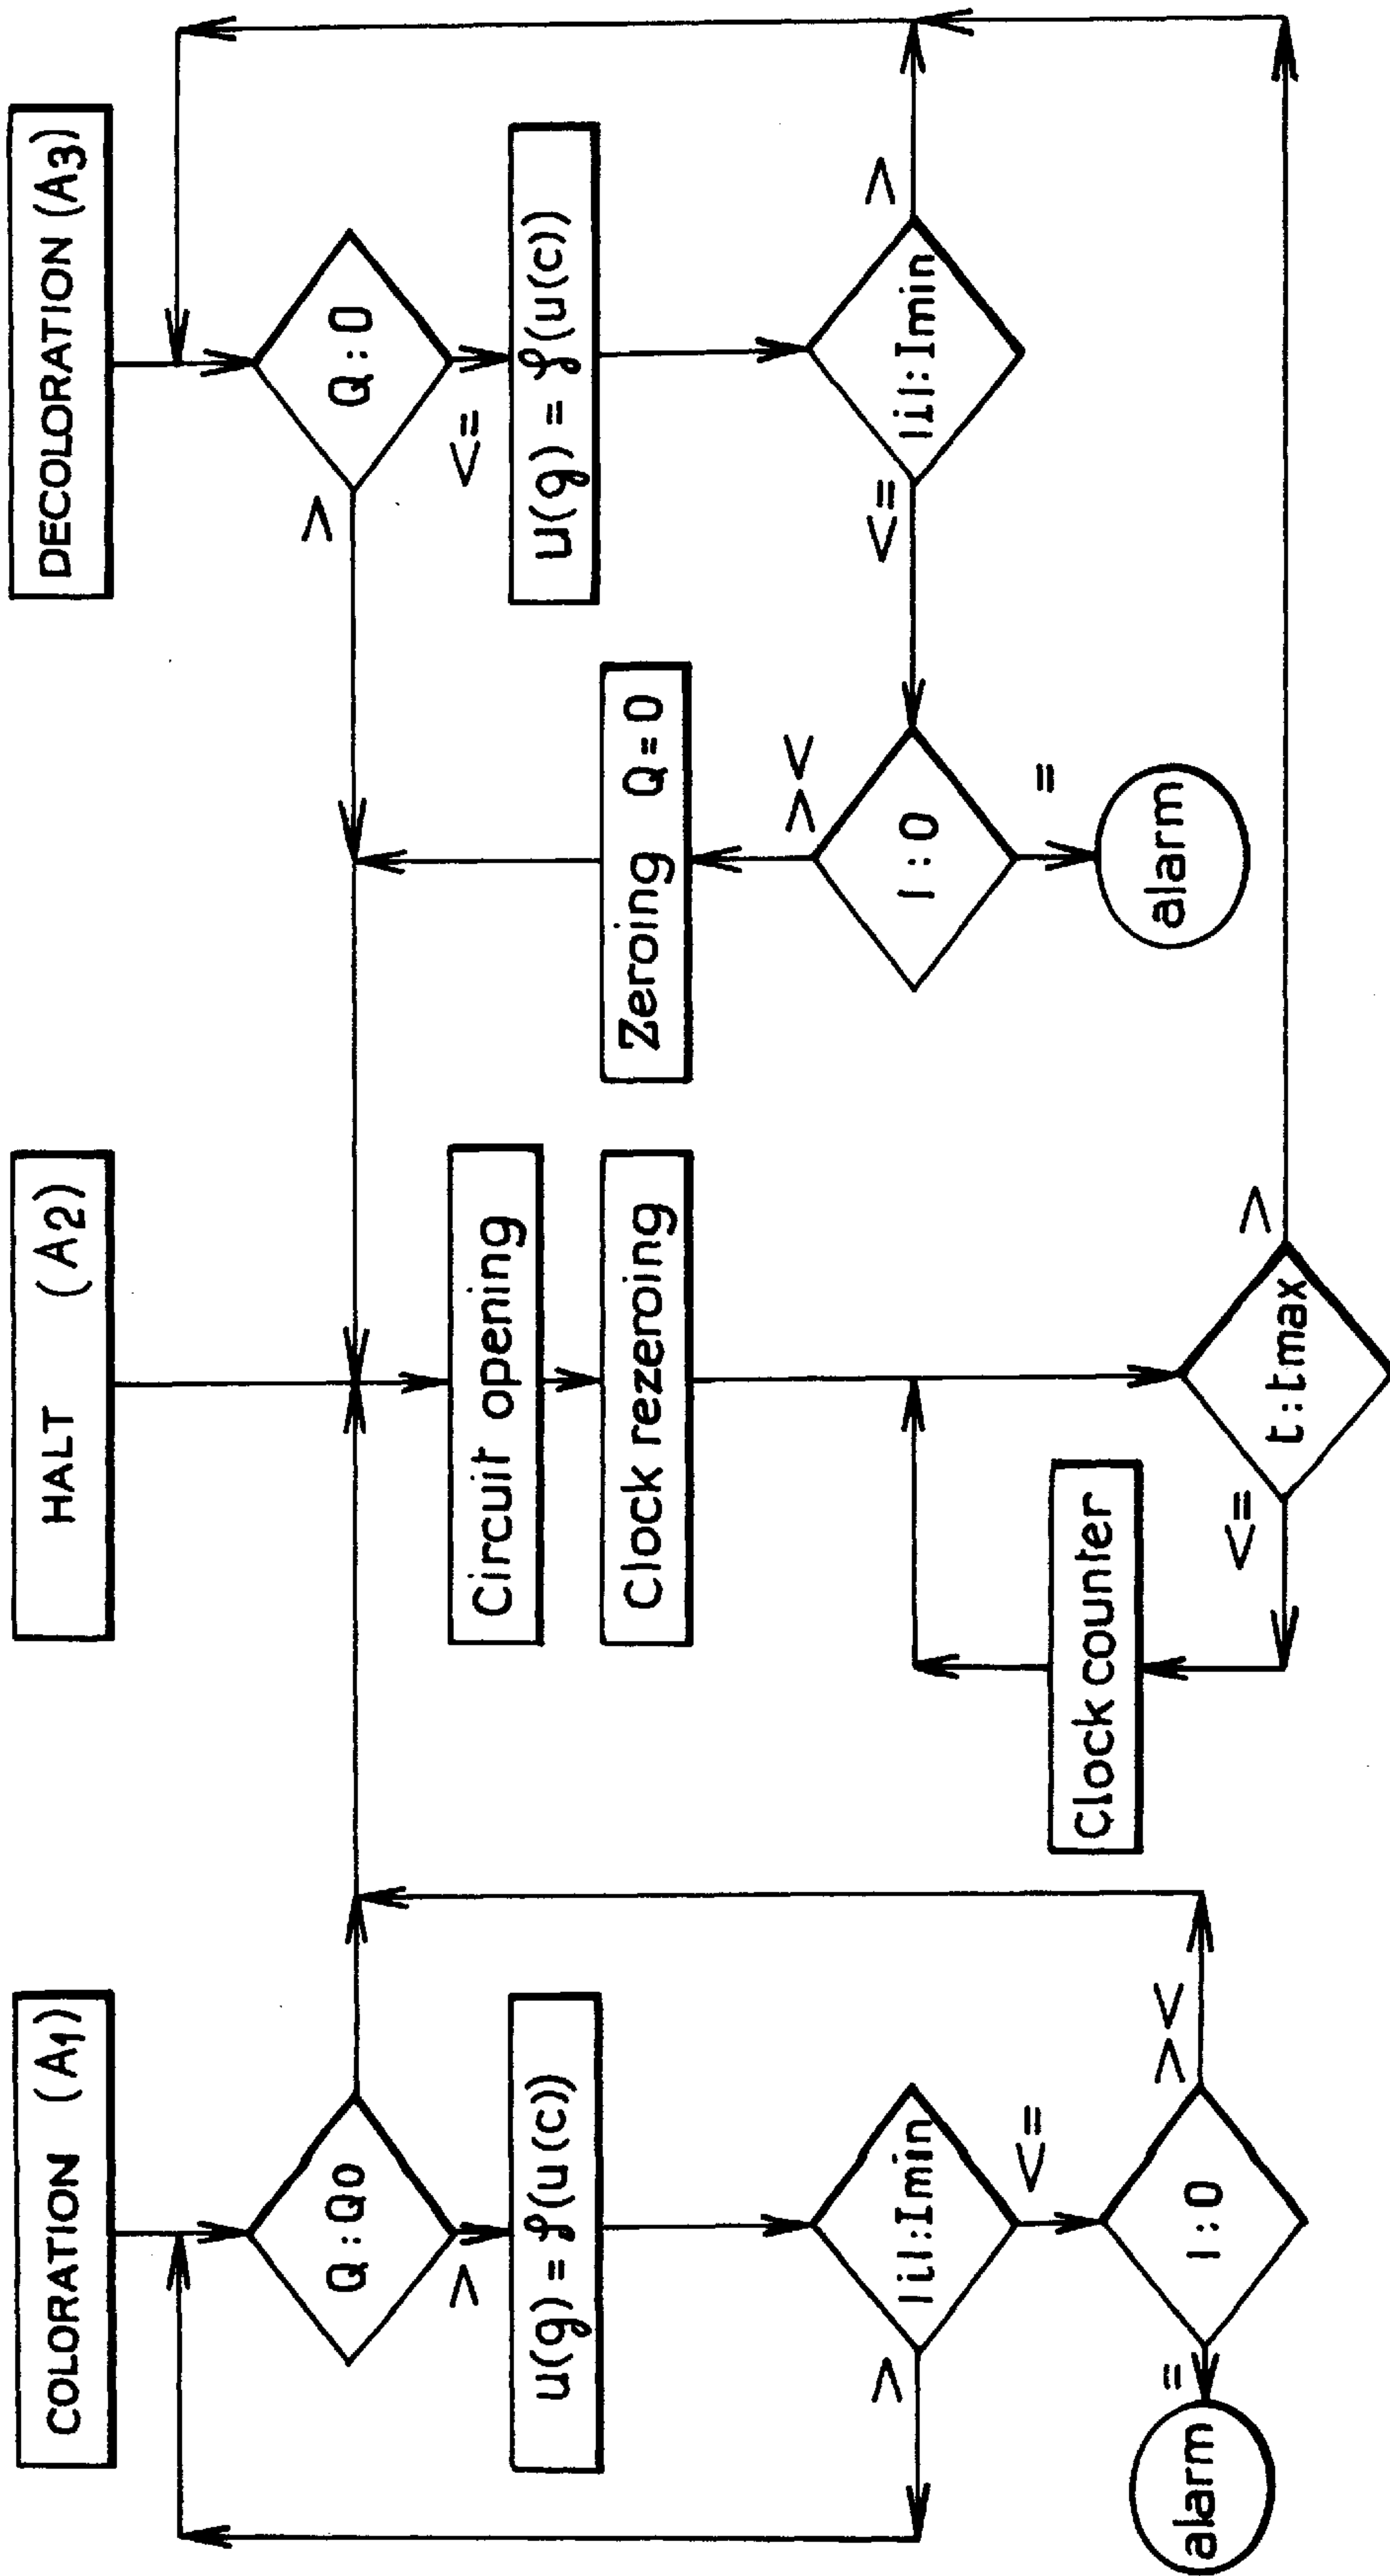 COLORATION (A1)
Q : Q0
>
u(g) = f(u(c))
|i|:Imin
>
<=
I : 0
=
><
alarm
HALT (A2)
Circuit opening
Clock rezeroing
Clock counter
t:tmax
<=
>
DECOLORATION (A3)
Q : 0
>
<=
u(g) = f(u(c))
|i|:Imin
<=
>
Zeroing Q = 0
I : 0
><
=
alarm